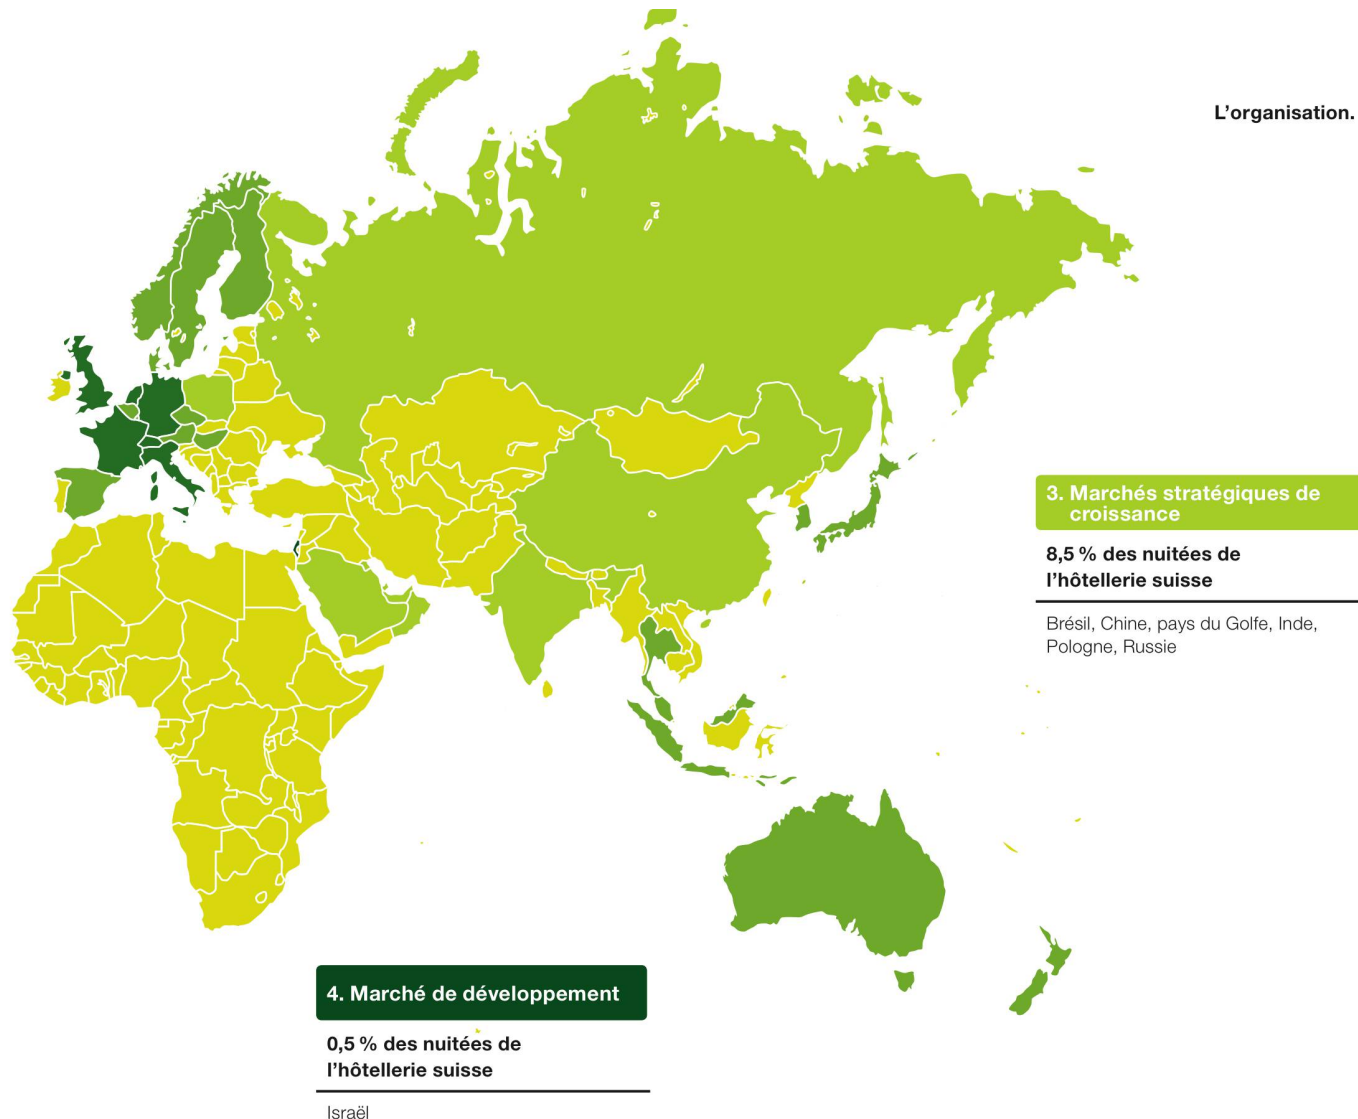 L’organisation.
3. Marchés stratégiques de
croissance
8,5 % des nuitées de
l’hôtellerie suisse
Brésil, Chine, pays du Golfe, Inde,
Pologne, Russie
4. Marché de développement
0,5 % des nuitées de
l’hôtellerie suisse
Israël